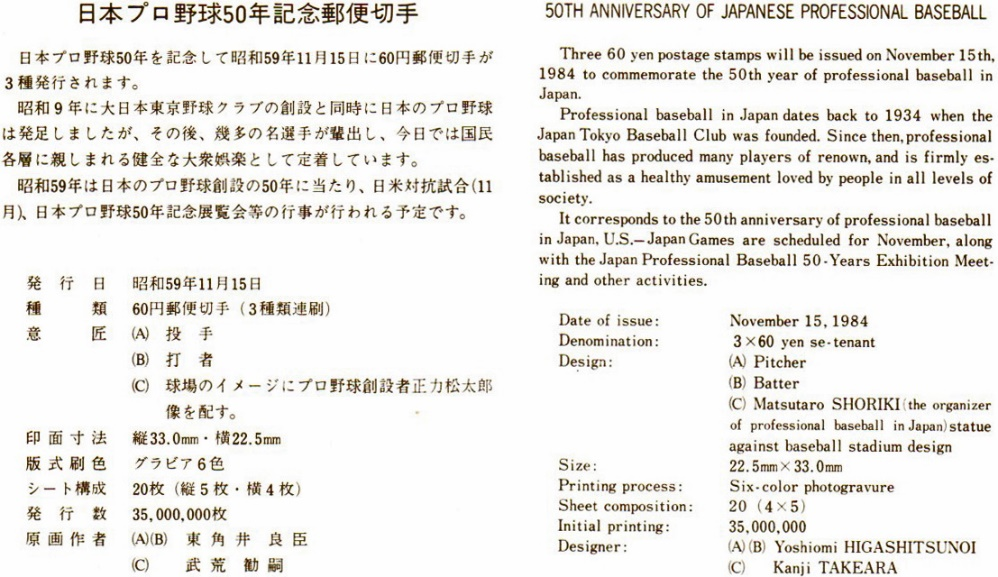 日本プロ野球50年記念郵便切手
日本プロ野球50年を記念して昭和59年11月15日に60円郵便切手が
3種発行されます。
昭和9年に大日本東京野球クラブの創設と同時に日本のプロ野球
は発足しましたが、その後、幾多の名選手が輩出し、今日では国民
各層に親しまれる健全な大衆娯楽として定着しています。
昭和59年は日本のプロ野球創設の50年に当たり、日米対抗試合(11
月)、日本プロ野球50年記念展覧会等の行事が行われる予定です。
発行日 昭和59年11月15日
種類 60円郵便切手(3種類連刷)
意匠 (A) 投手
(B) 打者
(C) 球場のイメージにプロ野球創設者正力松太郎
像を配す。
印面寸法 縦33.0mm・横22.5mm
版式刷色 グラビア6色
シート構成 20枚(縦5枚・横4枚)
発行数 35,000,000枚
原画作者 (A)(B) 東角井良臣
(C) 武荒勧嗣
50TH ANNIVERSARY OF JAPANESE PROFESSIONAL BASEBALL
Three 60 yen postage stamps will be issued on November 15th,
1984 to commemorate the 50th year of professional baseball in
Japan.
Professional baseball in Japan dates back to 1934 when the
Japan Tokyo Baseball Club was founded. Since then, professional
baseball has produced many players of renown, and is firmly es-
tablished as a healthy amusement loved by people in all levels of
society.
It corresponds to the 50th anniversary of professional baseball
in Japan, U.S.–Japan Games are scheduled for November, along
with the Japan Professional Baseball 50-Years Exhibition Meet-
ing and other activities.
Date of issue: November 15, 1984
Denomination: 3×60 yen se-tenant
Design: (A) Pitcher
(B) Batter
(C) Matsutaro SHORIKI (the organizer
of professional baseball in Japan) statue
against baseball stadium design
Size: 22.5mm×33.0mm
Printing process: Six-color photogravure
Sheet composition: 20 (4×5)
Initial printing: 35,000,000
Designer: (A)(B) Yoshiomi HIGASHITSUNOI
(C) Kanji TAKEARA